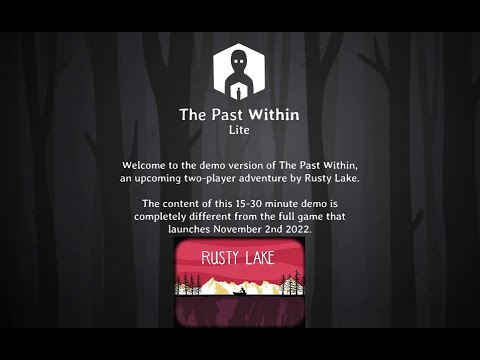 The Past Within
Lite
Welcome to the demo version of The Past Within,
an upcoming two-player adventure by Rusty Lake.
The content of this 15-30 minute demo is
completely different from the full game that
launches November 2nd 2022.
RUSTY LAKE